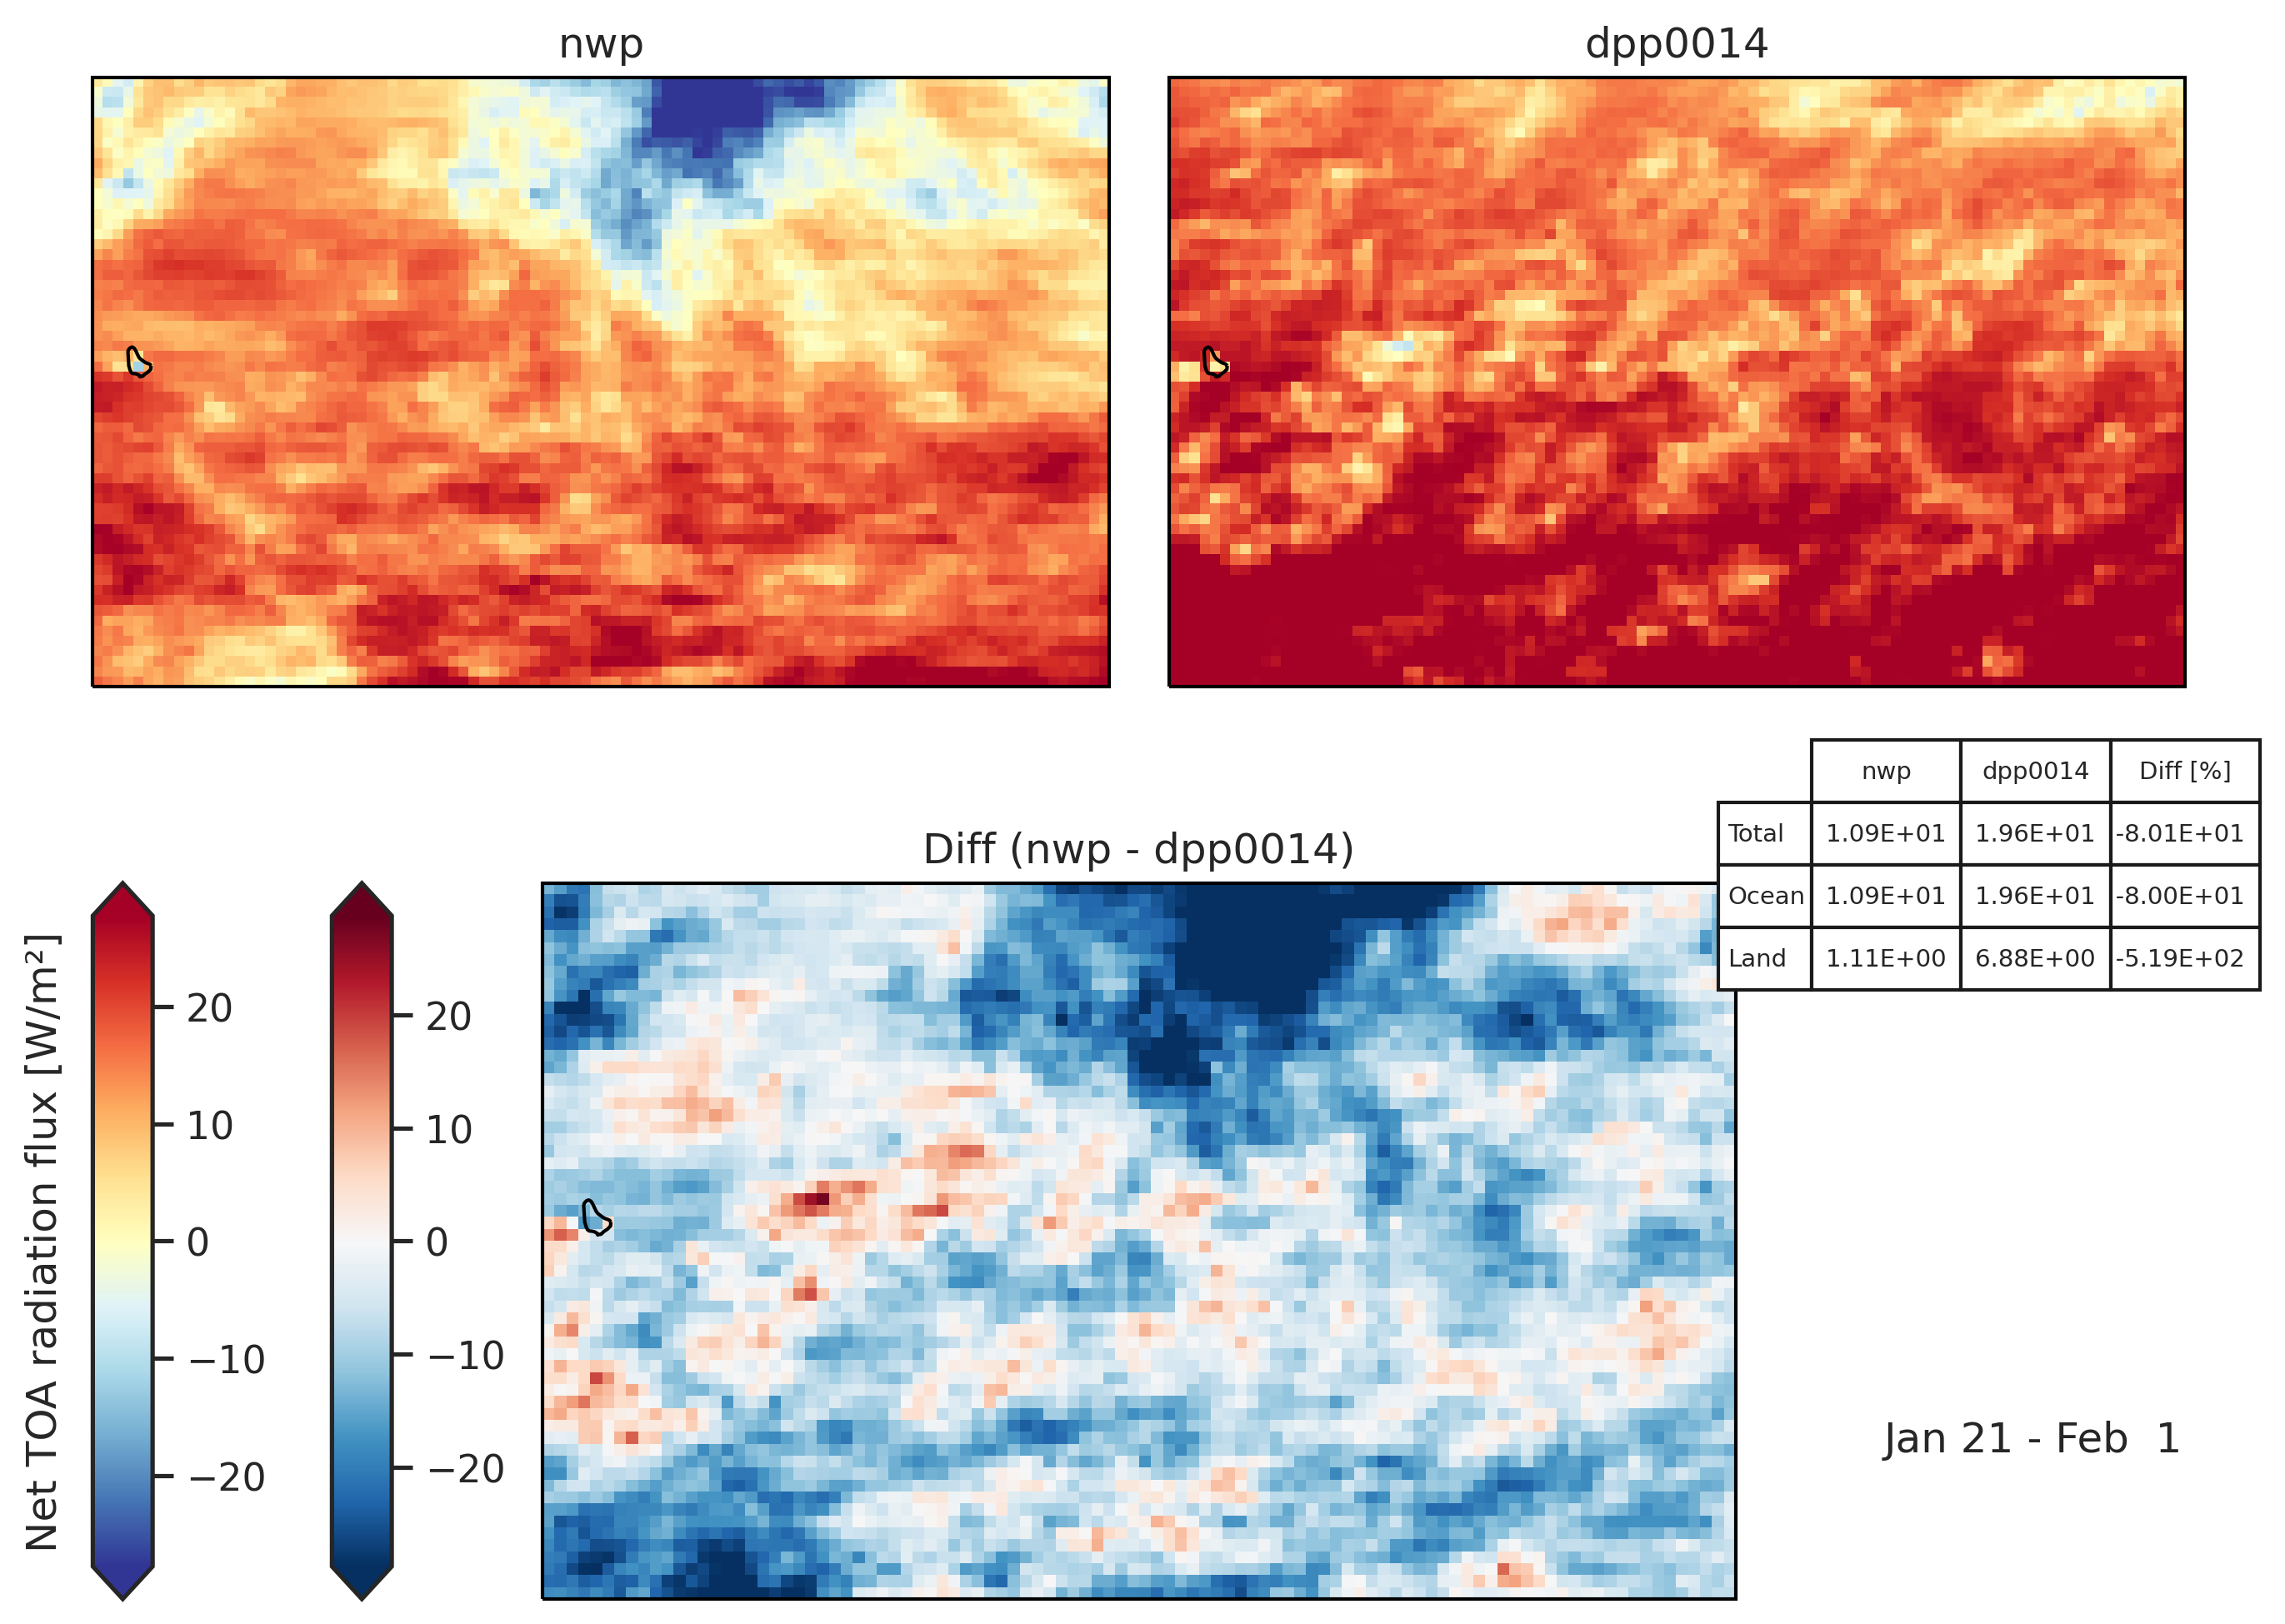 nwp
dpp0014
nwp dpp0014 Diff [%]
Total 1.09E+01 1.96E+01 -8.01E+01
Ocean 1.09E+01 1.96E+01 -8.00E+01
Land 1.11E+00 6.88E+00 -5.19E+02
Diff (nwp - dpp0014)
Net TOA radiation flux [W/m²]
20
10
0
−10
−20
20
10
0
−10
−20
Jan 21 - Feb  1